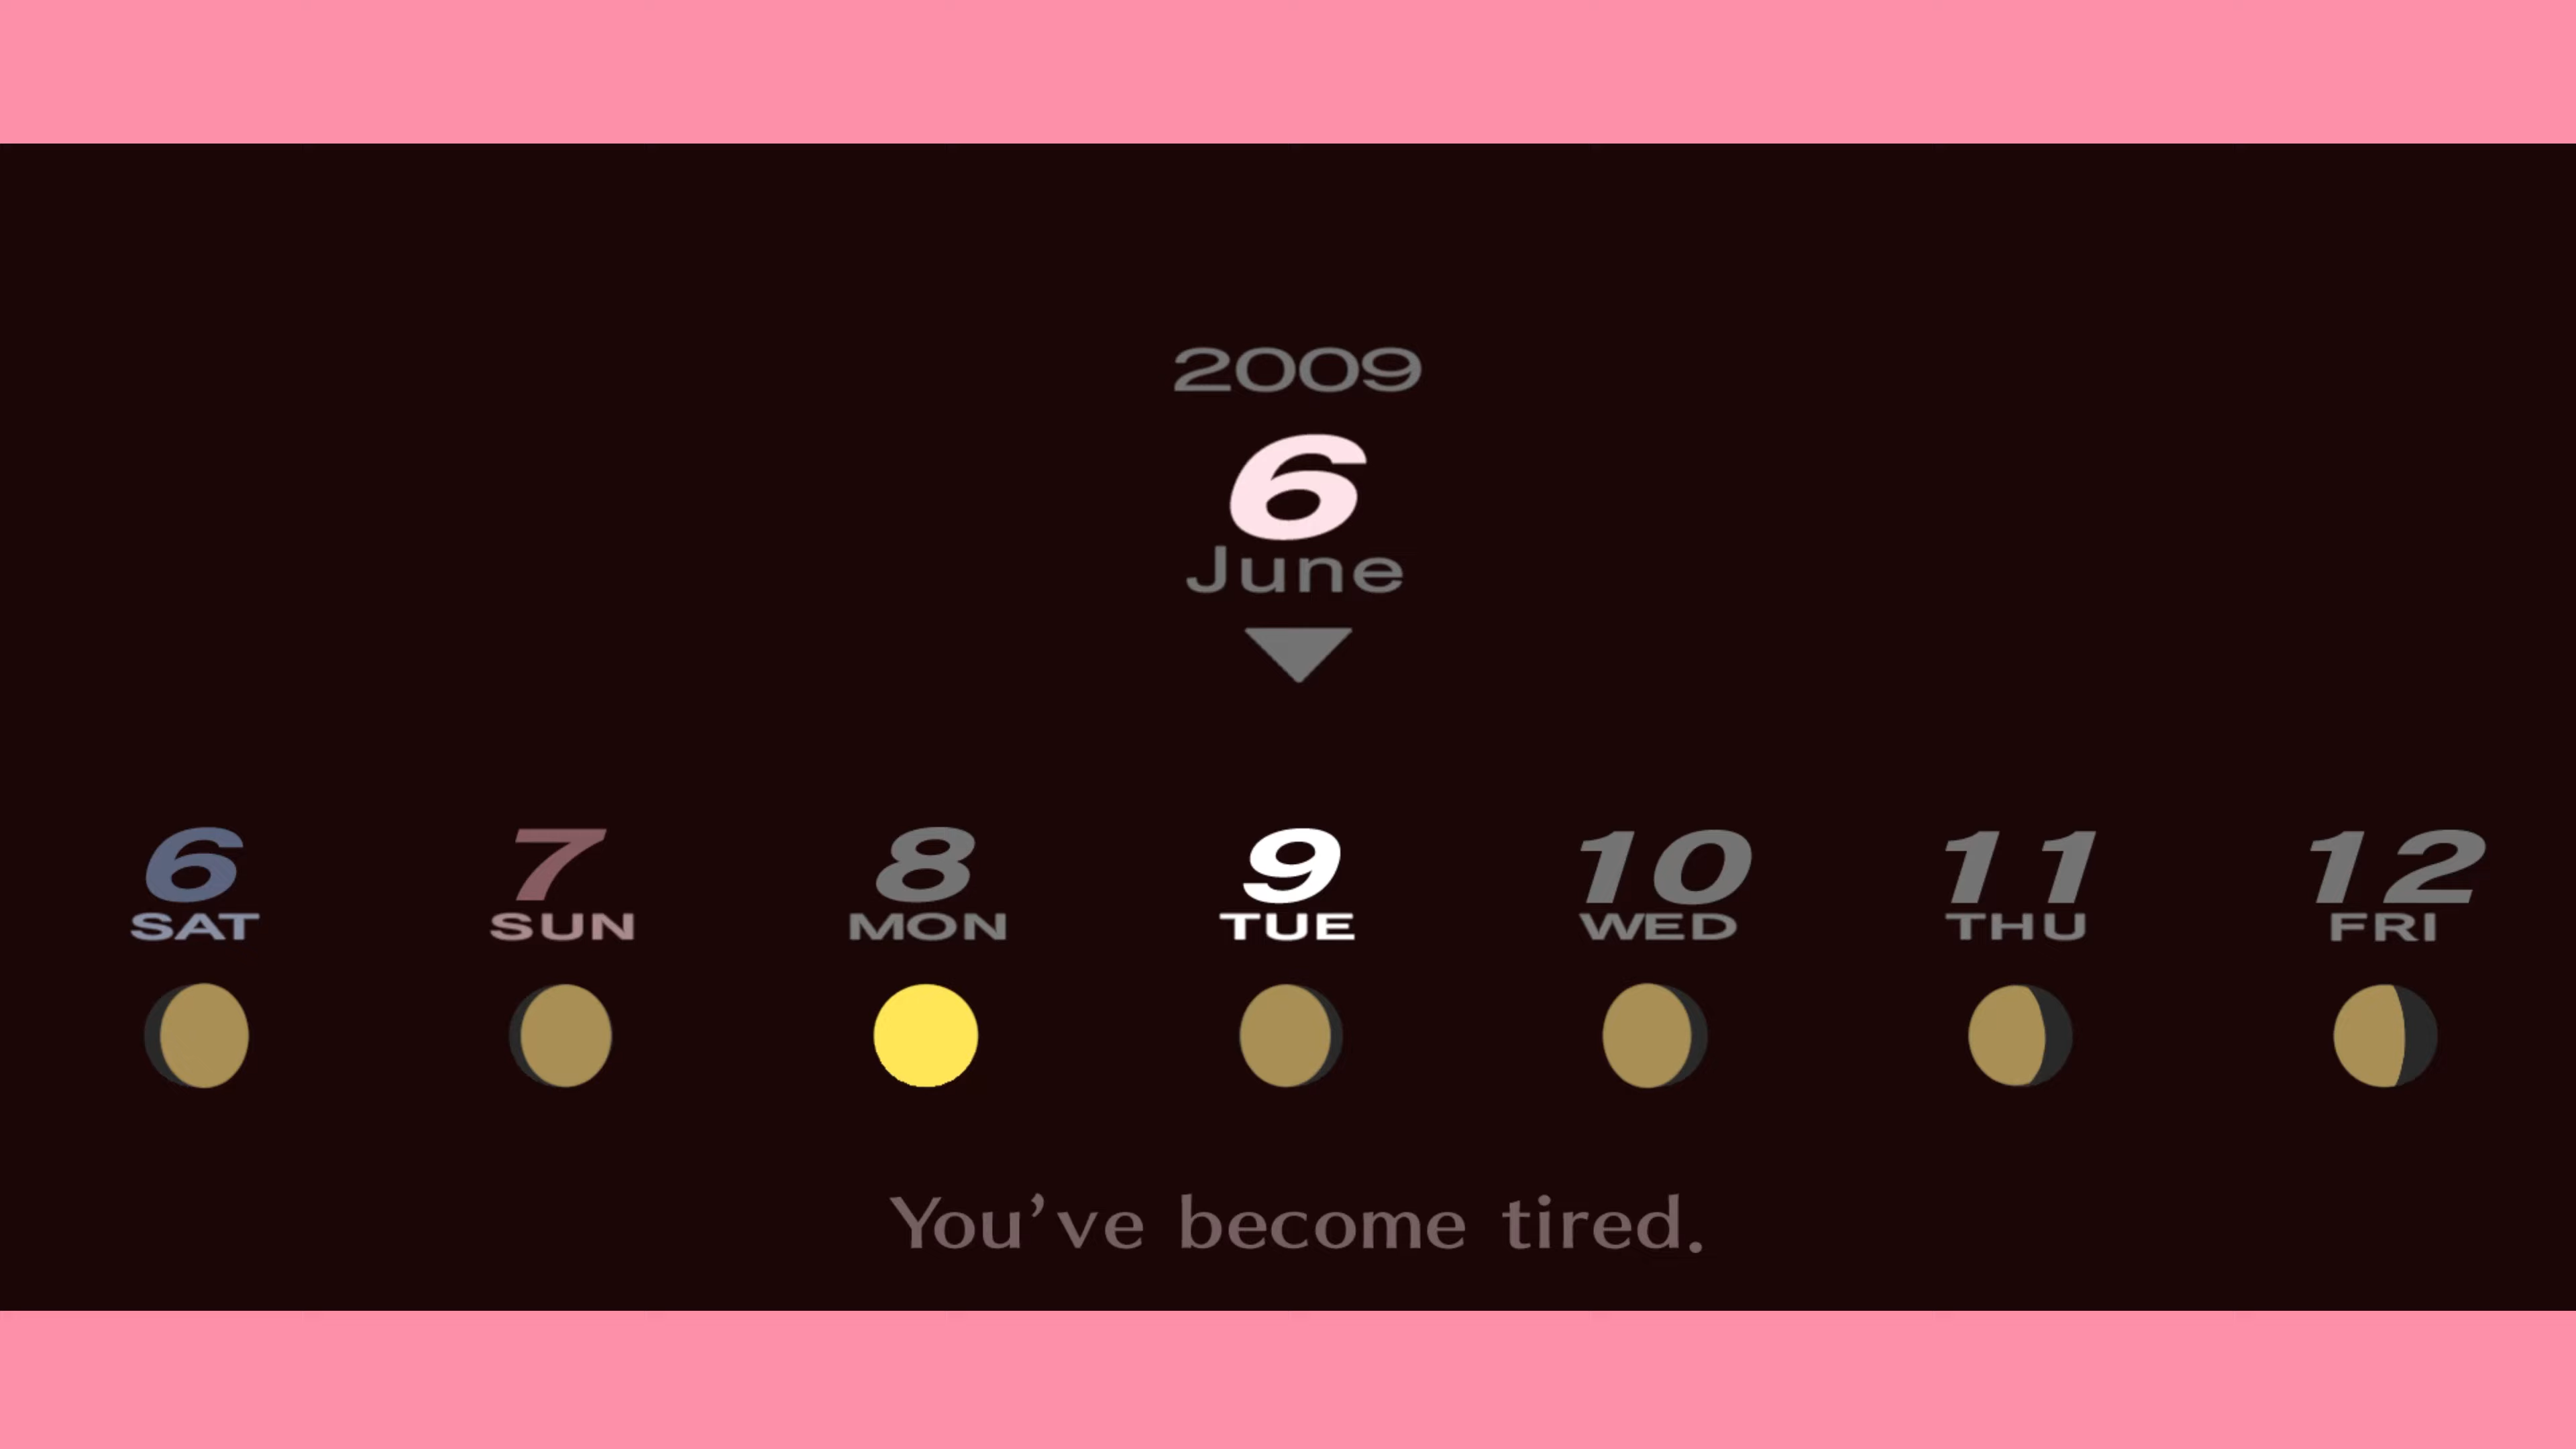 2009
6
June
6 7 8 9 10 11 12
SAT SUN MON TUE WED THU FRI
You've become tired.